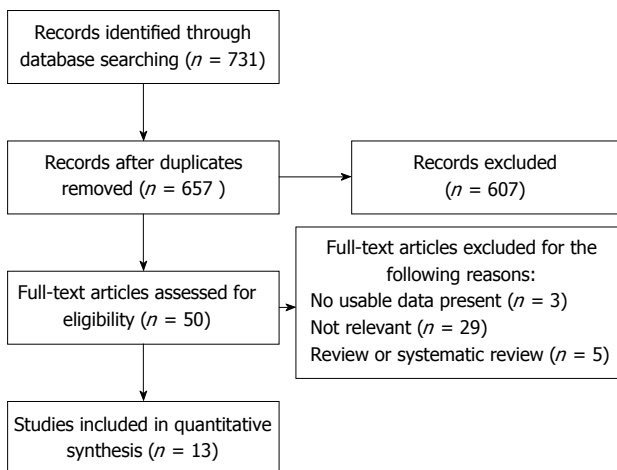 Records identified through
database searching (n = 731)
Records after duplicates
removed (n = 657 )
Records excluded
(n = 607)
Full-text articles assessed for
eligibility (n = 50)
Full-text articles excluded for the
following reasons:
No usable data present (n = 3)
Not relevant (n = 29)
Review or systematic review (n = 5)
Studies included in quantitative
synthesis (n = 13)